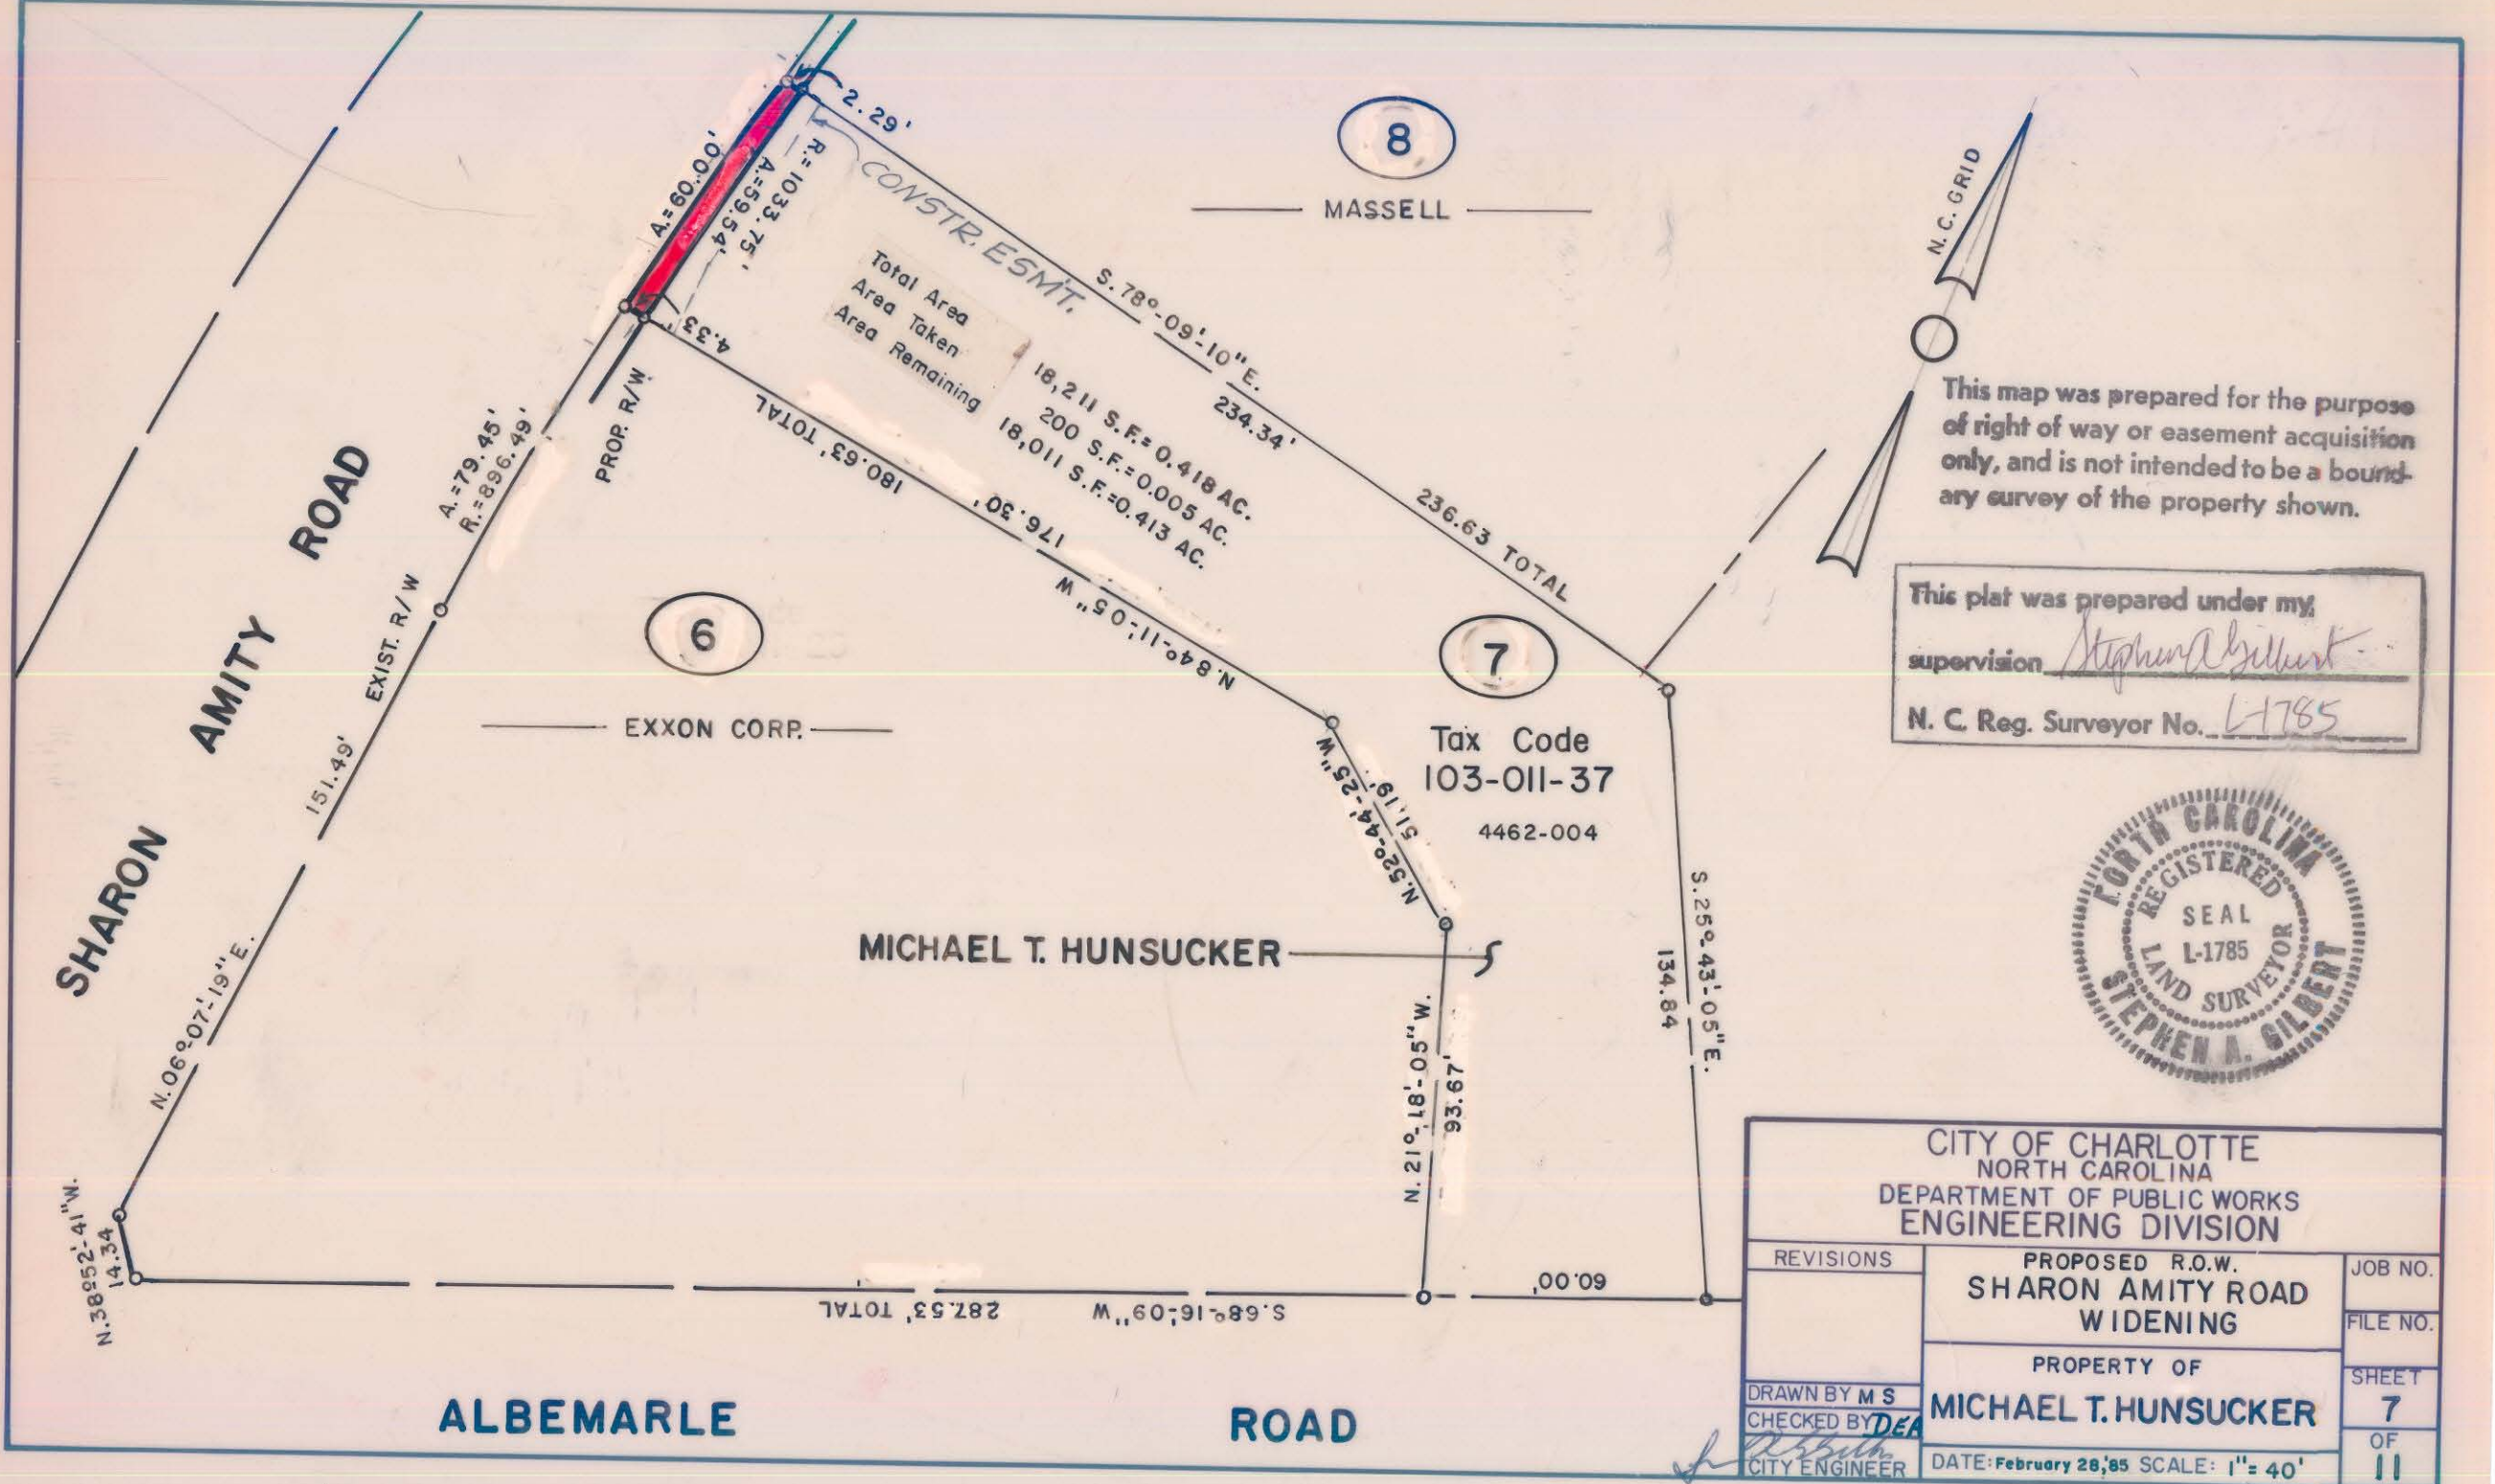 2.29'
A.=60.00'
R.=1033.75'
A.=59.54'
CONSTR. ESMT.
8
MASSELL
N.C. GRID
Total Area
Area Taken
Area Remaining
18,211 S.F.=0.418 AC.
200 S.F.=0.005 AC.
18,011 S.F.=0.413 AC.
S.78°-09'-10"E.
234.34'
236.63 TOTAL
4.33'
180.63' TOTAL
176.30'
N.84°-11'-05"W
PROP. R/W
A.=79.45'
R.=896.49'
EXIST. R/W
151.49'
N.06°-07'-19"E.
SHARON AMITY ROAD
6
EXXON CORP.
7
Tax Code
103-011-37
4462-004
N.52°-44'-25"W
51.19'
MICHAEL T. HUNSUCKER
N.21°-18'-05"W.
93.67'
S.25°-43'-05"E.
134.84
N.38°52'-41"W.
14.34
287.53' TOTAL
S.68°-16'-09"W
60.00'
ALBEMARLE ROAD
This map was prepared for the purpose
of right of way or easement acquisition
only, and is not intended to be a bound-
ary survey of the property shown.
This plat was prepared under my
supervision Stephen A Gilbert
N. C. Reg. Surveyor No. L-1785
NORTH CAROLINA
REGISTERED
SEAL
L-1785
LAND SURVEYOR
STEPHEN A. GILBERT
CITY OF CHARLOTTE
NORTH CAROLINA
DEPARTMENT OF PUBLIC WORKS
ENGINEERING DIVISION
REVISIONS
PROPOSED R.O.W.
SHARON AMITY ROAD
WIDENING
JOB NO.
FILE NO.
PROPERTY OF
MICHAEL T. HUNSUCKER
SHEET
7
OF
11
DRAWN BY M S
CHECKED BY DEA
CITY ENGINEER
DATE: February 28,'85 SCALE: 1"= 40'